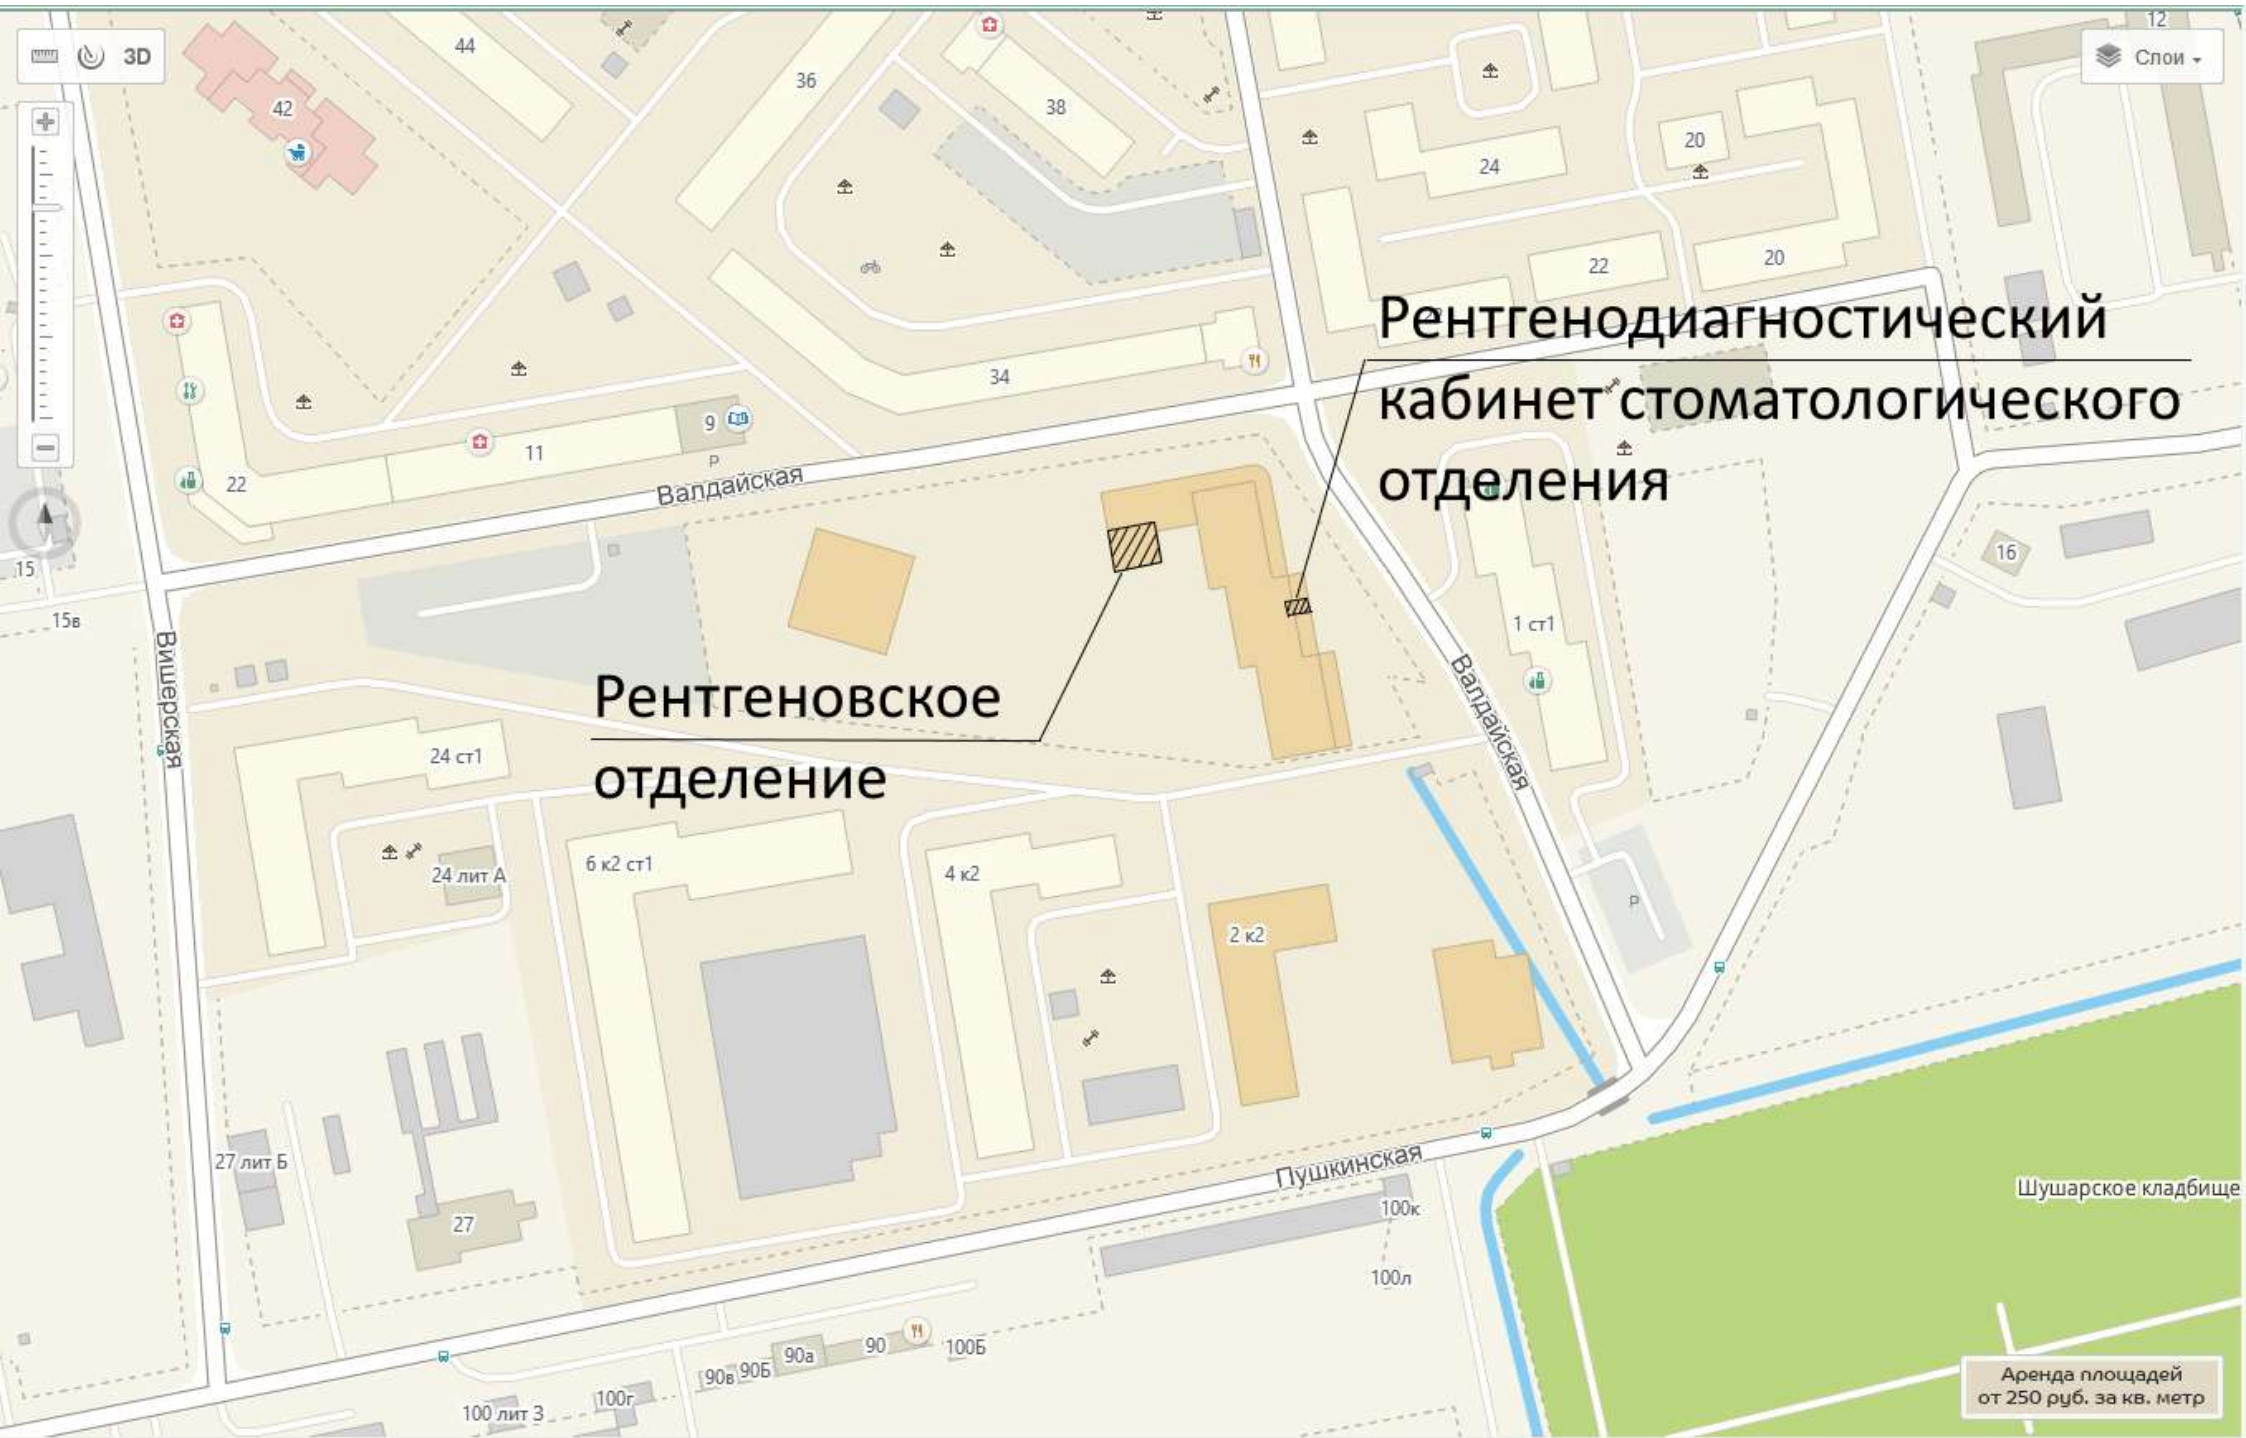 12
44
3D
Слои
36
42
38
20
24
22
20
Рентгенодиагностический
34
кабинет стоматологического
9
11
P
22
Валдайская
отделения
16
15
15в
1 ст1
Вишерская
Рентгеновское
Валдайская
24 ст1
отделение
6 к2 ст1
4 к2
24 лит А
P
2 к2
27 лит Б
Пушкинская
Шушарское кладбище
100к
27
100л
90
100Б
90а
90Б
90в
Аренда площадей
от 250 руб. за кв. метр
100г
100 лит З